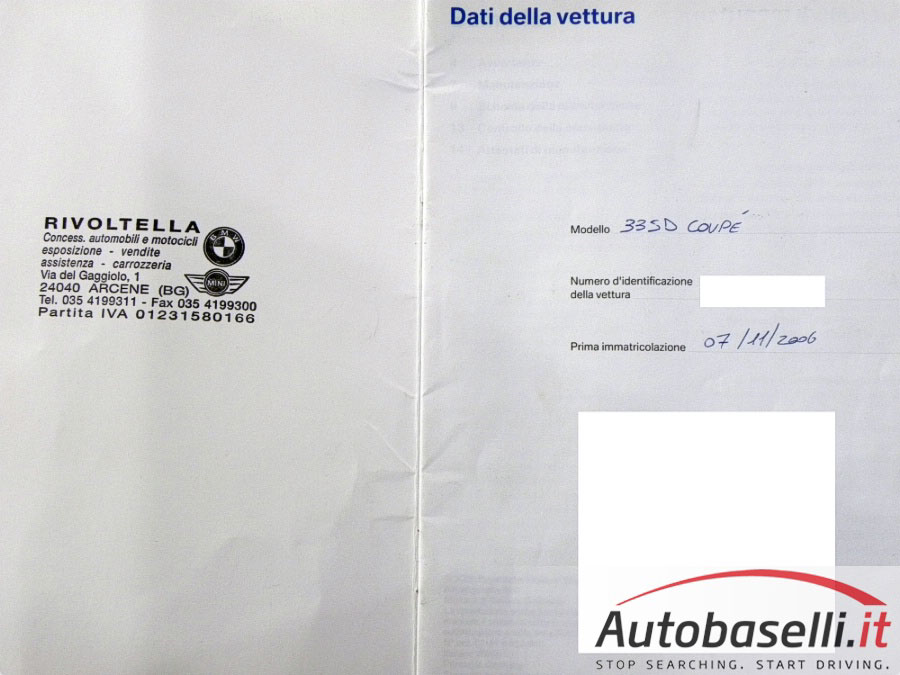 RIVOLTELLA
Concess. automobili e motocicli
esposizione - vendite
assistenza - carrozzeria
Via del Gaggiolo, 1
24040 ARCENE (BG)
Tel. 035 4199311 - Fax 035 4199300
Partita IVA 01231580166
BMW
MINI
Dati della vettura
Modello 335D COUPÉ
Numero d'identificazione
della vettura
Prima immatricolazione 07/11/2006
Autobaselli.it
STOP SEARCHING. START DRIVING.